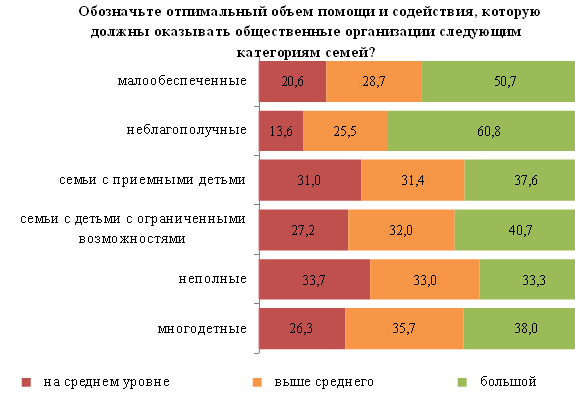 Обозначьте отпимальный объем помощи и содействия, которую
должны оказывать общественные организации следующим
категориям семей?
малообеспеченные 20,6 28,7 50,7
неблагополучные 13,6 25,5 60,8
семьи с приемными детьми 31,0 31,4 37,6
семьи с детьми с ограниченными
возможностями 27,2 32,0 40,7
неполные 33,7 33,0 33,3
многодетные 26,3 35,7 38,0
на среднем уровне выше среднего большой